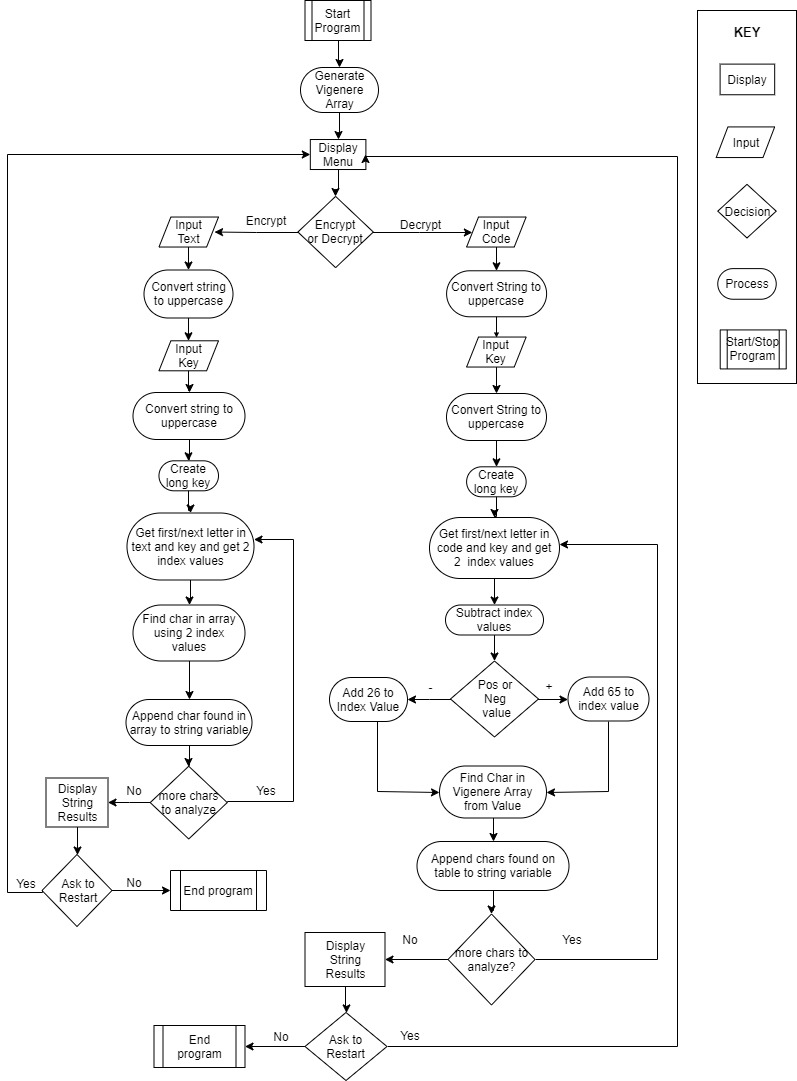 Start
Program
Generate
Vigenere
Array
Display
Menu
Encrypt
or Decrypt
Encrypt
Decrypt
Input
Text
Convert string
to uppercase
Input
Key
Convert string to
uppercase
Create
long key
Get first/next letter in
text and key and get 2
index values
Find char in array
using 2 index
values
Append char found in
array to string variable
more chars
to analyze
Yes
No
Display
String
Results
Ask to
Restart
Yes
No
End program
Input
Code
Convert String to
uppercase
Input
Key
Convert String to
uppercase
Create
long key
Get first/next letter in
code and key and get
2 index values
Subtract index
values
Pos or
Neg
value
-
+
Add 26 to
Index Value
Add 65 to
index value
Find Char in
Vigenere Array
from Value
Append chars found on
table to string variable
more chars to
analyze?
No
Yes
Display
String
Results
Ask to
Restart
No
Yes
End
program
KEY
Display
Input
Decision
Process
Start/Stop
Program